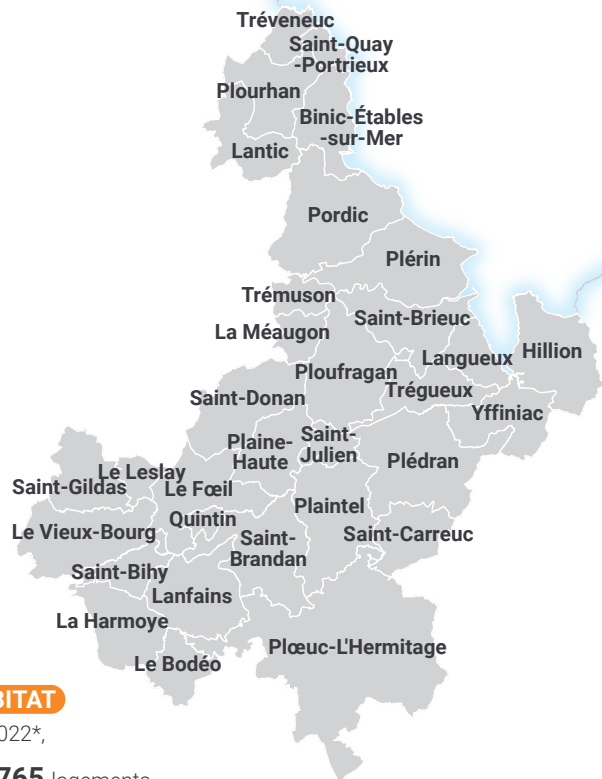 Tréveneuc
Saint-Quay
-Portrieux
Plourhan
Binic-Étables
-sur-Mer
Lantic
Pordic
Plérin
Trémuson
Saint-Brieuc
La Méaugon
Langueux
Hillion
Ploufragan
Trégueux
Saint-Donan
Yffiniac
Plaine-
Haute
Saint-
Julien
Plédran
Le Leslay
Saint-Gildas
Le Fœil
Plaintel
Quintin
Le Vieux-Bourg
Saint-
Brandan
Saint-Carreuc
Saint-Bihy
Lanfains
La Harmoye
Plœuc-L'Hermitage
Le Bodéo
BITAT
022*,
765 logements